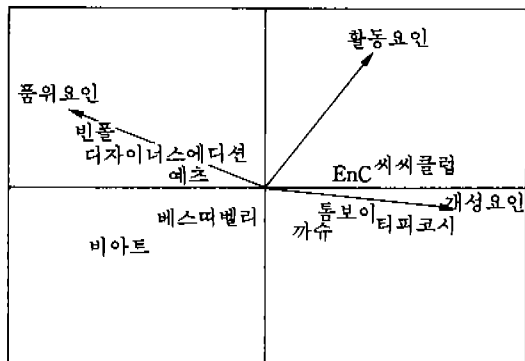 활동요인
품위요인
빈폴
디자이너스에디션
예츠
EnC 씨씨클럽
개성요인
베스띠벨리
톰보이
티피코시
까슈
비아트